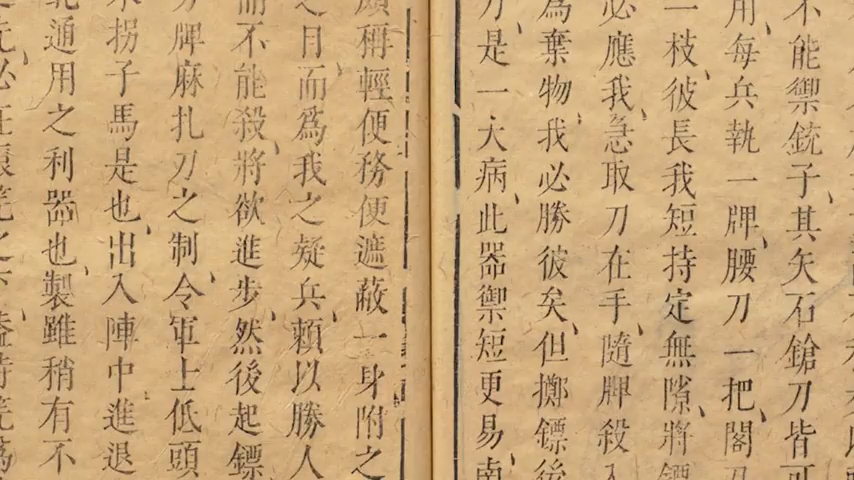 不能禦銃子其矢石鎗刀皆可
用每兵執一牌腰刀一把閣刀
一枝彼長我短持定無隙將鏢
必應我急取刀在手隨牌殺入
為棄物我必勝彼矣但擲鏢後
刀是一大病此器禦短更易南
頗稱輕便務便遮蔽一身附之
之目而為我之疑兵賴以勝人
而不能殺將欲進步然後起鏢
牌麻扎刀之制令軍士低頭
拐子馬是也出入陣中進退
通用之利器也製雖稍有不